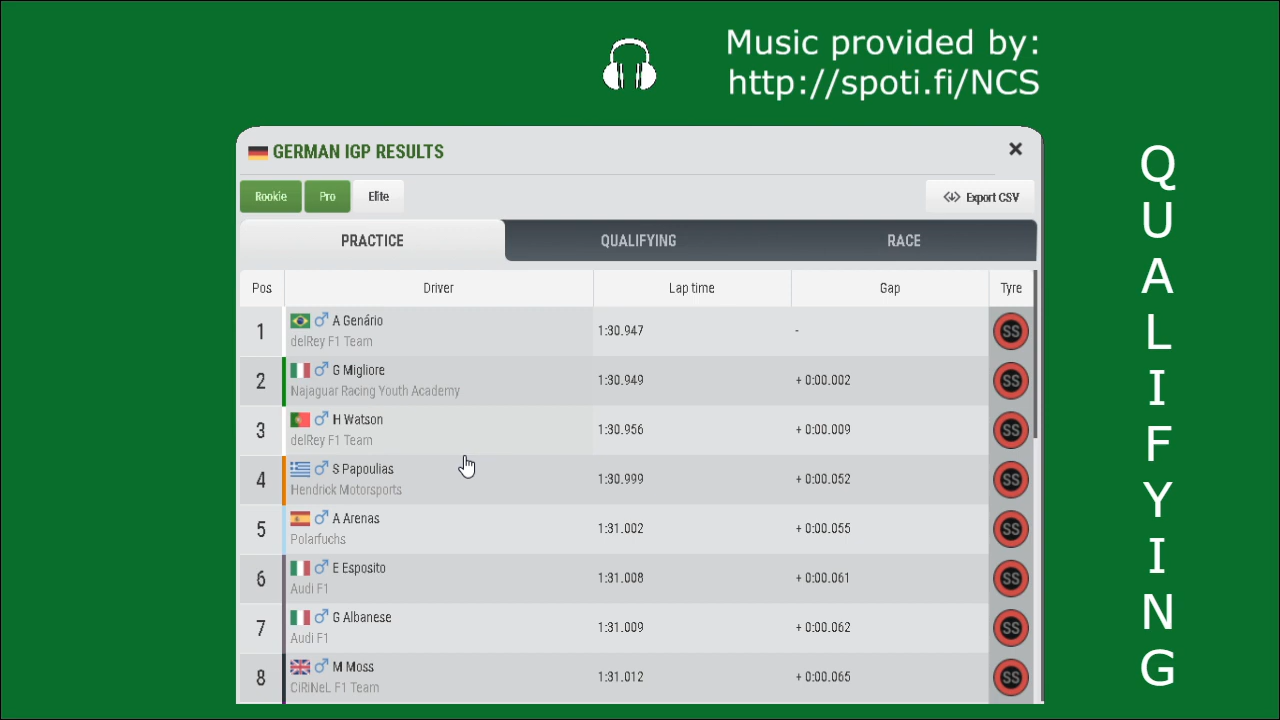 Music provided by:
http://spoti.fi/NCS
GERMAN IGP RESULTS
Rookie Pro Elite Export CSV
PRACTICE QUALIFYING RACE
Pos Driver Lap time Gap Tyre
1 A Genário 1:30.947 - SS
delRey F1 Team
2 G Migliore 1:30.949 + 0:00.002 SS
Najaguar Racing Youth Academy
3 H Watson 1:30.956 + 0:00.009 SS
delRey F1 Team
4 S Papoulias 1:30.999 + 0:00.052 SS
Hendrick Motorsports
5 A Arenas 1:31.002 + 0:00.055 SS
Polarfuchs
6 E Esposito 1:31.008 + 0:00.061 SS
Audi F1
7 G Albanese 1:31.009 + 0:00.062 SS
Audi F1
8 M Moss 1:31.012 + 0:00.065 SS
CiRiNeL F1 Team
QUALIFYING